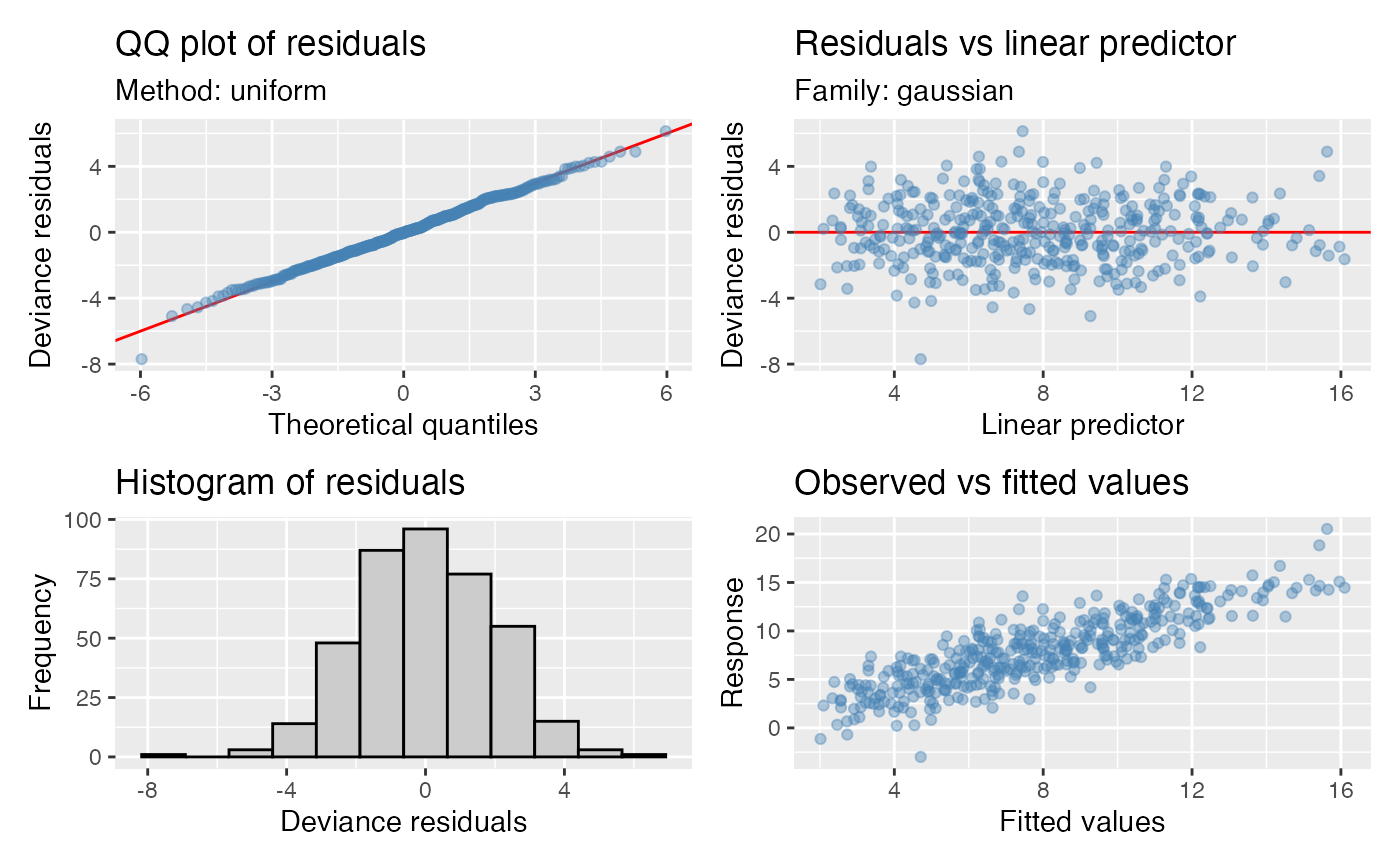 QQ plot of residuals
Method: uniform
Deviance residuals
4
0
-4
-8
-6
-3
0
3
6
Theoretical quantiles
Residuals vs linear predictor
Family: gaussian
Deviance residuals
4
0
-4
-8
4
8
12
16
Linear predictor
Histogram of residuals
Frequency
100
75
50
25
0
-8
-4
0
4
Deviance residuals
Observed vs fitted values
Response
20
15
10
5
0
4
8
12
16
Fitted values